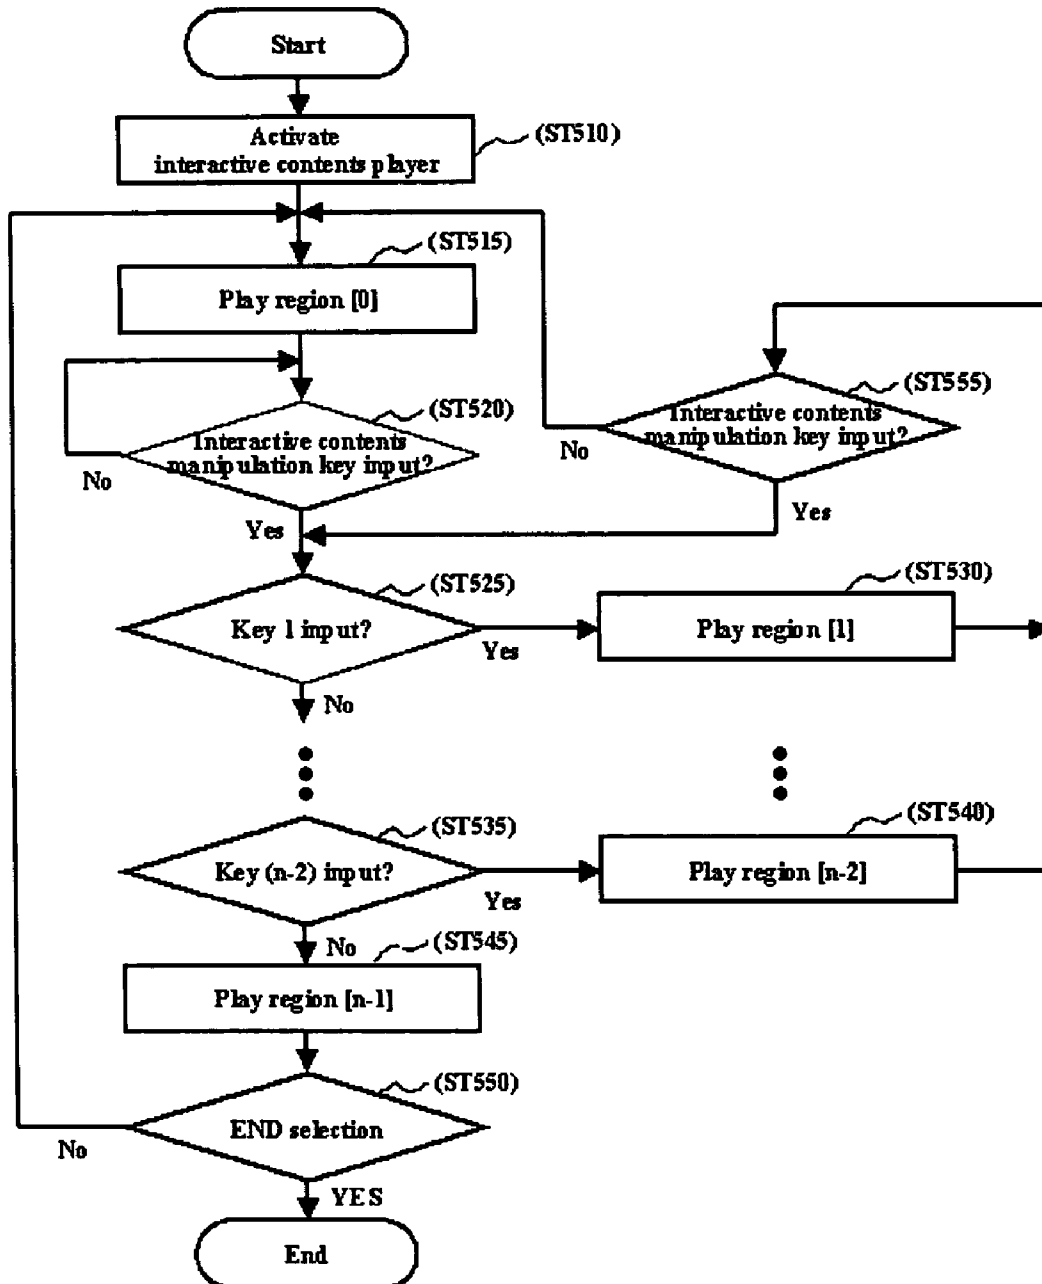 Start
Activate
interactive contents player
(ST510)
(ST515)
Play region [0]
(ST520)
Interactive contents
manipulation key input?
No
Yes
(ST555)
Interactive contents
manipulation key input?
No
Yes
(ST525)
Key 1 input?
Yes
No
(ST530)
Play region [1]
(ST535)
Key (n-2) input?
Yes
No
(ST540)
Play region [n-2]
(ST545)
Play region [n-1]
(ST550)
END selection
No
YES
End